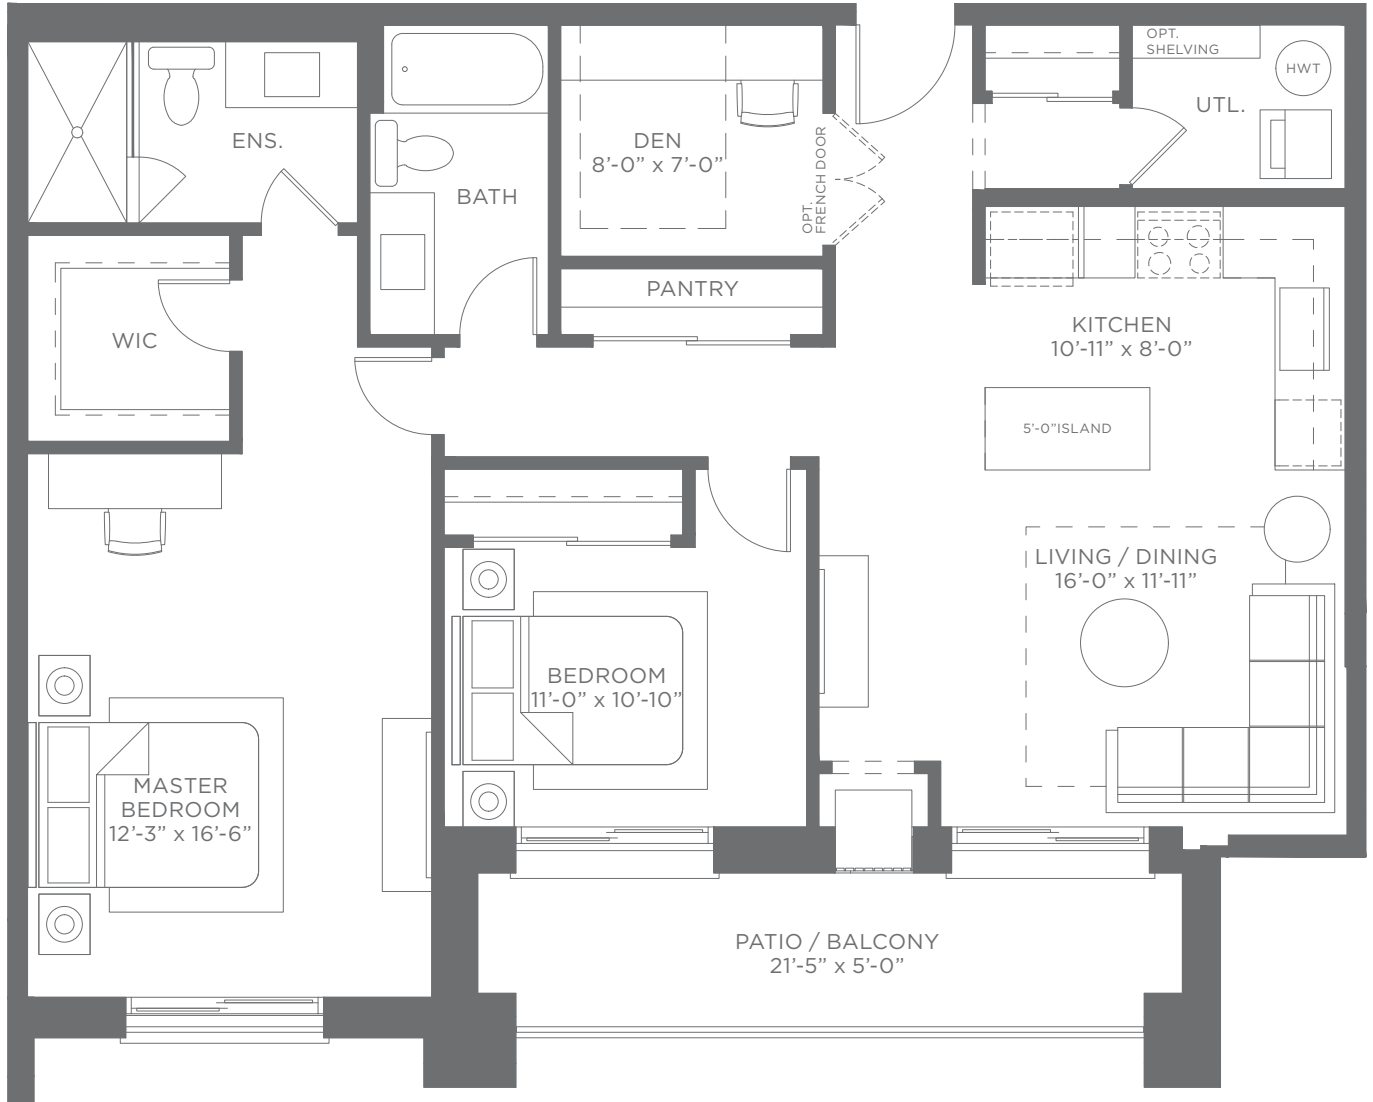 OPT.
SHELVING
HWT
UTL.
ENS.
DEN
8’-0” x 7’-0”
OPT.
FRENCH DOOR
BATH
PANTRY
WIC
KITCHEN
10’-11” x 8’-0”
5’-0”ISLAND
LIVING / DINING
16’-0” x 11’-11”
BEDROOM
11’-0” x 10’-10”
MASTER
BEDROOM
12’-3” x 16’-6”
PATIO / BALCONY
21’-5” x 5’-0”